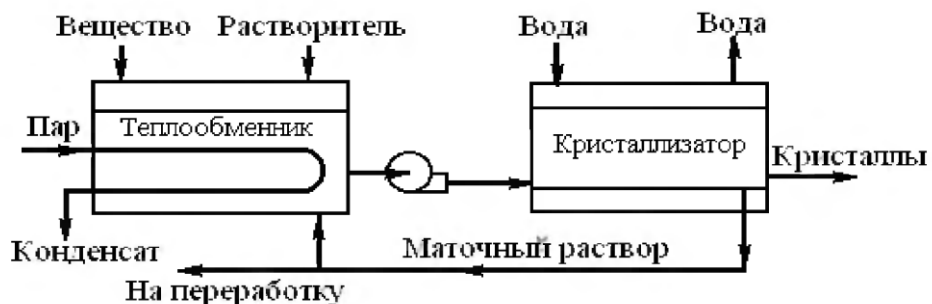 Вещество
Растворитель
Вода
Вода
Пар
Теплообменник
Кристаллизатор
Кристаллы
Конденсат
Маточный раствор
На переработку